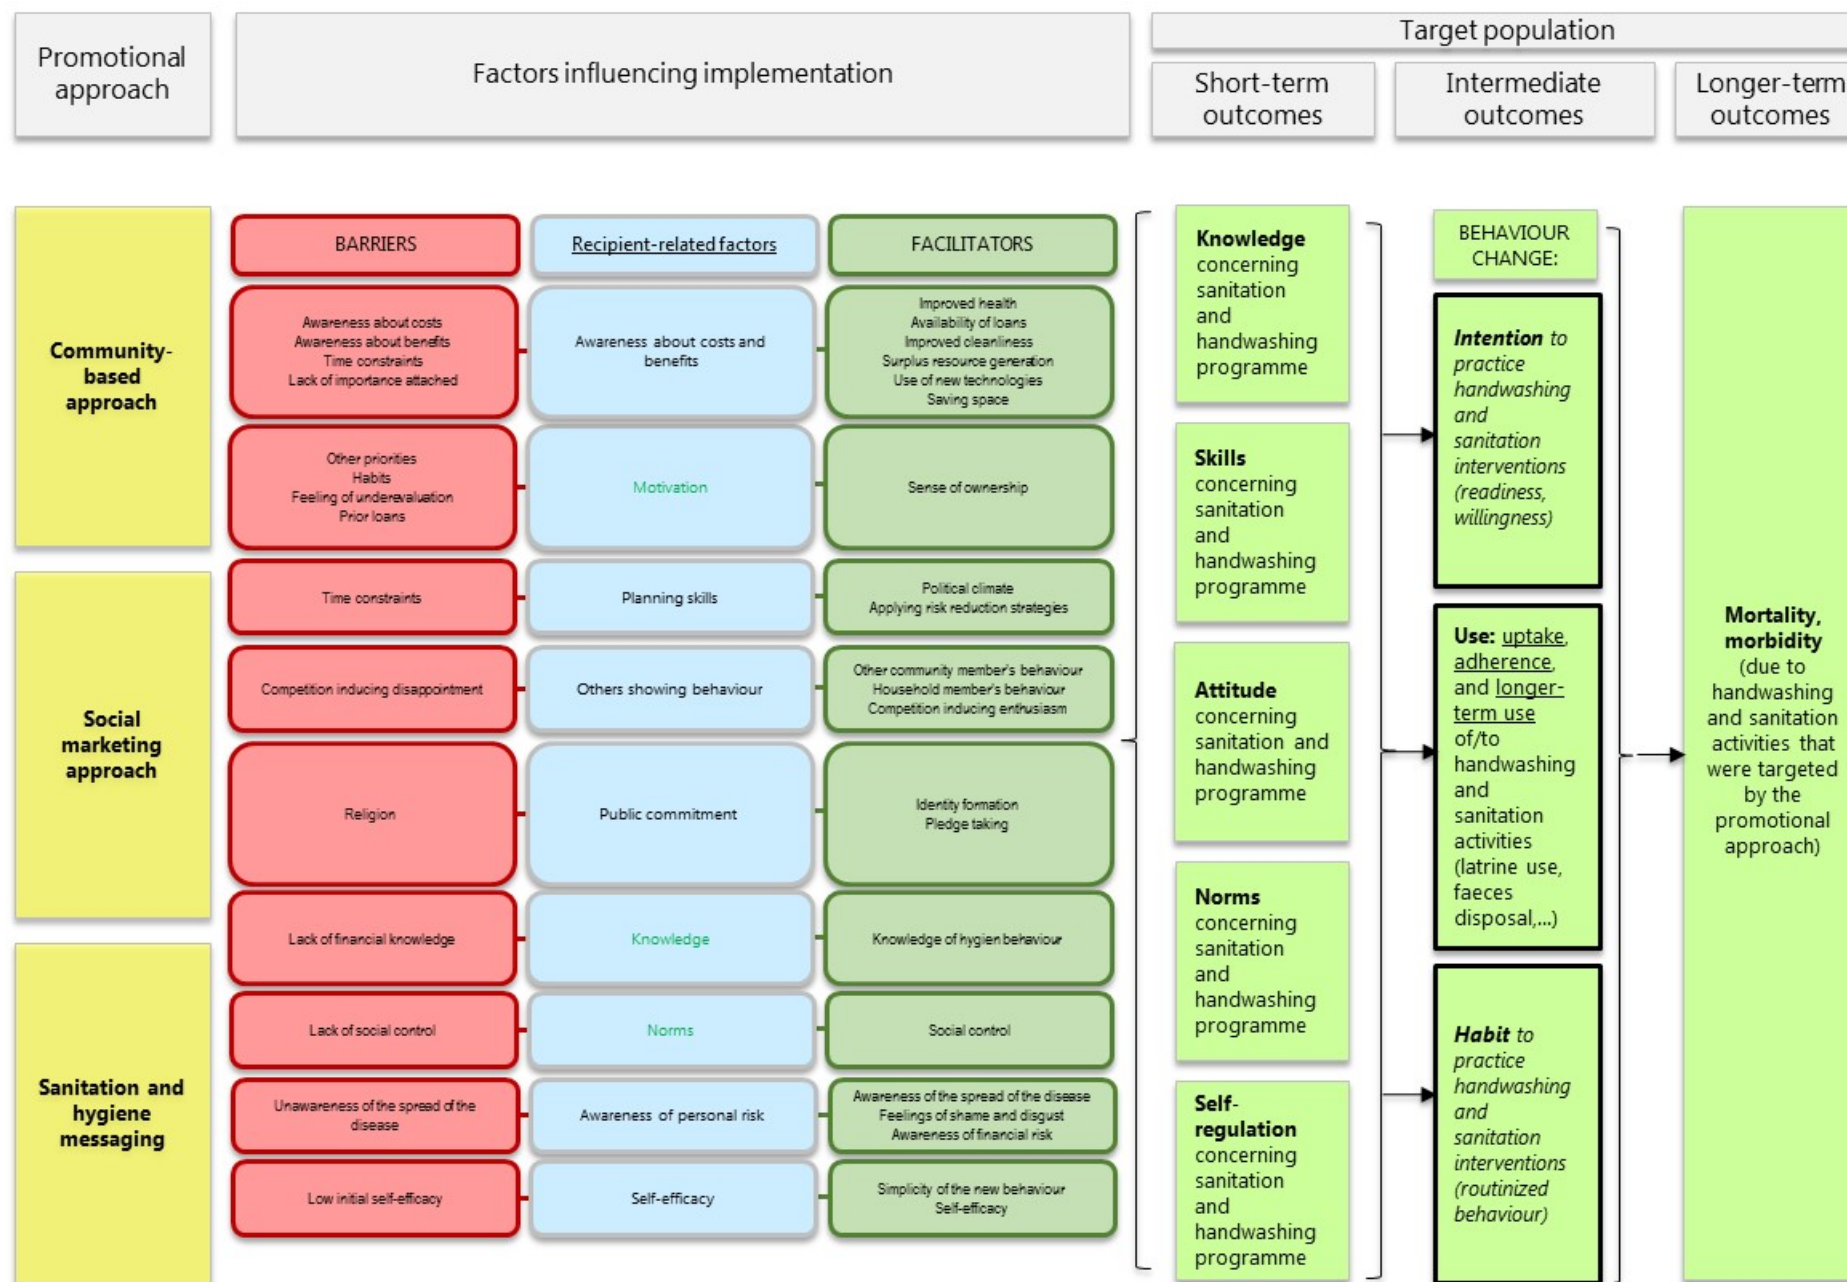 Promotional
approach
Factors influencing implementation
Target population
Short-term
outcomes
Intermediate
outcomes
Longer-term
outcomes
Community-
based
approach
Social
marketing
approach
Sanitation and
hygiene
messaging
BARRIERS
Recipient-related factors
FACILITATORS
Awareness about costs
Awareness about benefits
Time constraints
Lack of importance attached
Awareness about costs and
benefits
Improved health
Availability of loans
Improved cleanliness
Surplus resource generation
Use of new technologies
Saving space
Other priorities
Habits
Feeling of underevaluation
Prior loans
Motivation
Sense of ownership
Time constraints
Planning skills
Political climate
Applying risk reduction strategies
Competition inducing disappointment
Others showing behaviour
Other community member's behaviour
Household member's behaviour
Competition inducing enthusiasm
Religion
Public commitment
Identity formation
Pledge taking
Lack of financial knowledge
Knowledge
Knowledge of hygien behaviour
Lack of social control
Norms
Social control
Unawareness of the spread of the
disease
Awareness of personal risk
Awareness of the spread of the disease
Feelings of shame and disgust
Awareness of financial risk
Low initial self-efficacy
Self-efficacy
Simplicity of the new behaviour
Self-efficacy
Knowledge
concerning
sanitation
and
handwashing
programme
Skills
concerning
sanitation
and
handwashing
programme
Attitude
concerning
sanitation and
handwashing
programme
Norms
concerning
sanitation
and
handwashing
programme
Self-
regulation
concerning
sanitation
and
handwashing
programme
BEHAVIOUR
CHANGE:
Intention to
practice
handwashing
and
sanitation
interventions
(readiness,
willingness)
Use: uptake,
adherence,
and longer-
term use
of/to
handwashing
and
sanitation
activities
(latrine use,
faeces
disposal,...)
Habit to
practice
handwashing
and
sanitation
interventions
(routinized
behaviour)
Mortality,
morbidity
(due to
handwashing
and sanitation
activities that
were targeted
by the
promotional
approach)